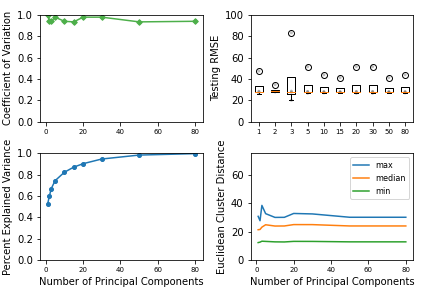 Coefficient of Variation
1.0
0.8
0.6
0.4
0.2
0.0
0 20 40 60 80
Testing RMSE
100
80
60
40
20
0
1 2 3 5 10 15 20 30 50 80
Percent Explained Variance
1.0
0.8
0.6
0.4
0.2
0.0
0 20 40 60 80
Number of Principal Components
Euclidean Cluster Distance
60
40
20
0
max
median
min
0 20 40 60 80
Number of Principal Components